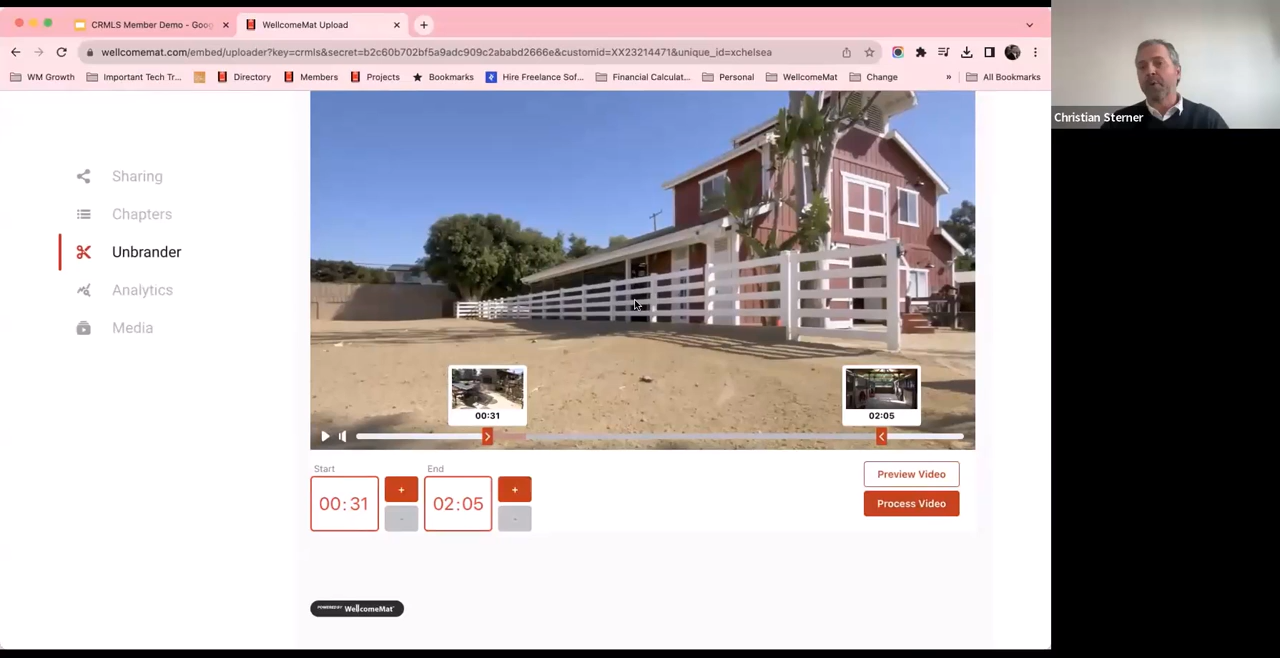 CRMLS Member Demo - Goog
WellcomeMat Upload
wellcomemat.com/embed/uploader?key=crmls&secret=b2c60b702bf5a9adc909c2ababd2666e&customid=XX23214471&unique_id=xchelsea
WM Growth
Important Tech Tr...
Directory
Members
Projects
Bookmarks
Hire Freelance Sof...
Financial Calculat...
Personal
WellcomeMat
Change
»
All Bookmarks
Christian Sterner
Sharing
Chapters
Unbrander
Analytics
Media
00:31
02:05
Start
End
00:31
+
-
02:05
+
-
Preview Video
Process Video
POWERED BY WellcomeMat